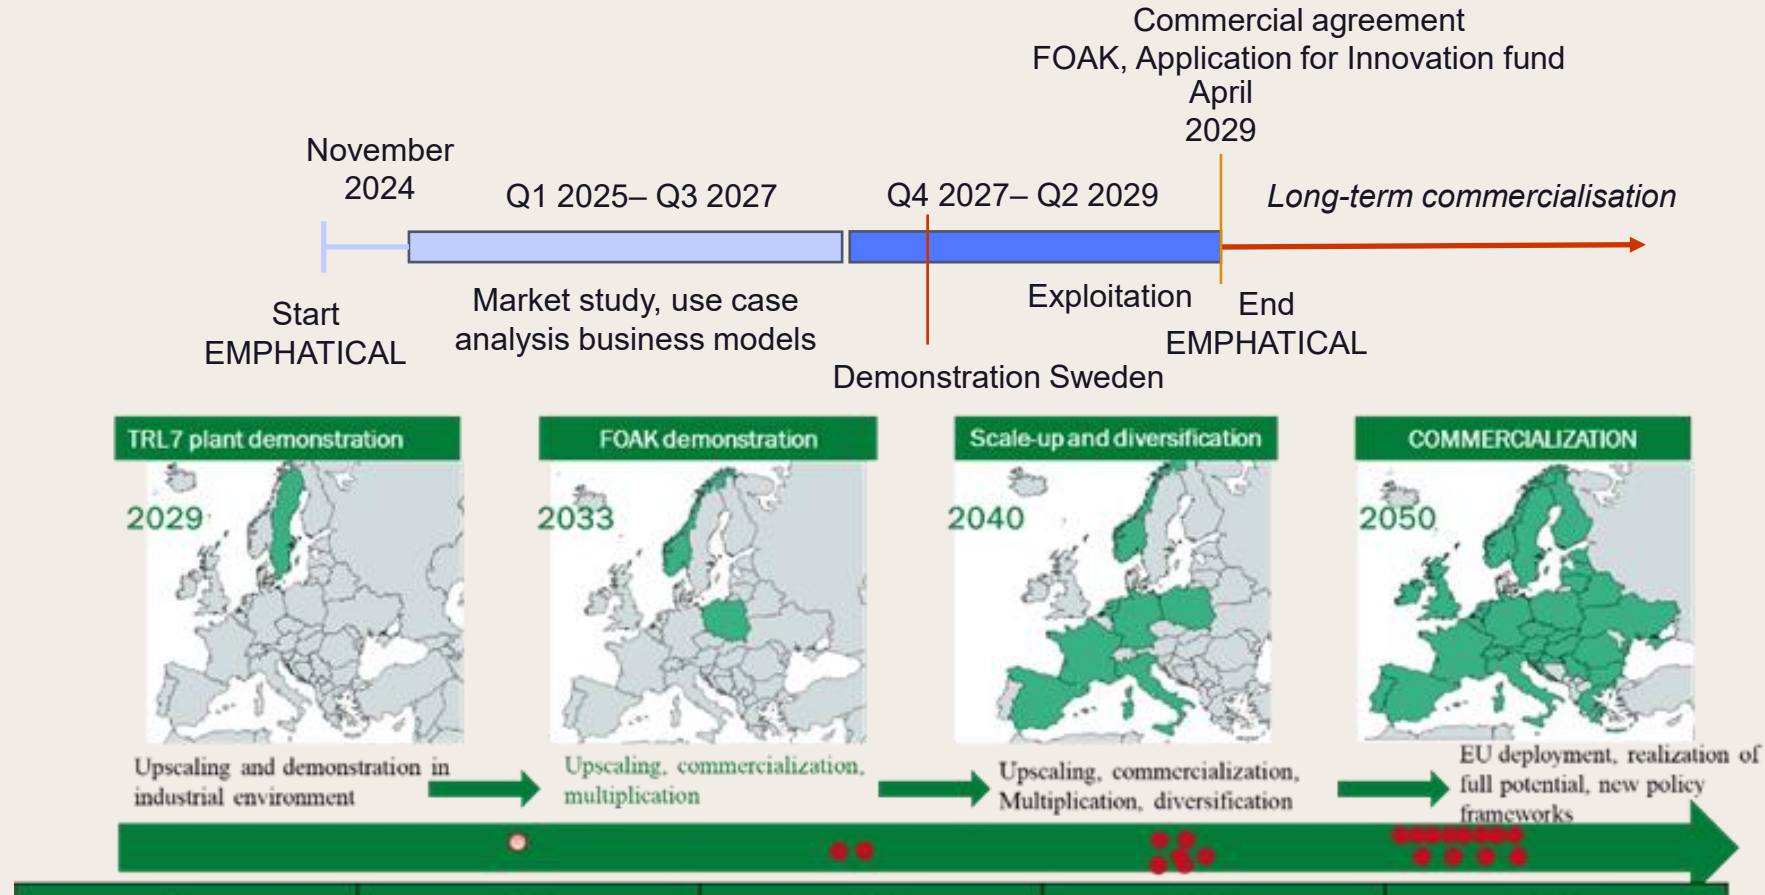 Commercial agreement
FOAK, Application for Innovation fund
April
2029
November
2024
Q1 2025– Q3 2027
Q4 2027– Q2 2029
Long-term commercialisation
Start
EMPHATICAL
Market study, use case
analysis business models
Exploitation
End
EMPHATICAL
Demonstration Sweden
TRL7 plant demonstration
FOAK demonstration
Scale-up and diversification
COMMERCIALIZATION
2029
2033
2040
2050
Upscaling and demonstration in
industrial environment
Upscaling, commercialization,
multiplication
Upscaling, commercialization,
Multiplication, diversification
EU deployment, realization of
full potential, new policy
frameworks